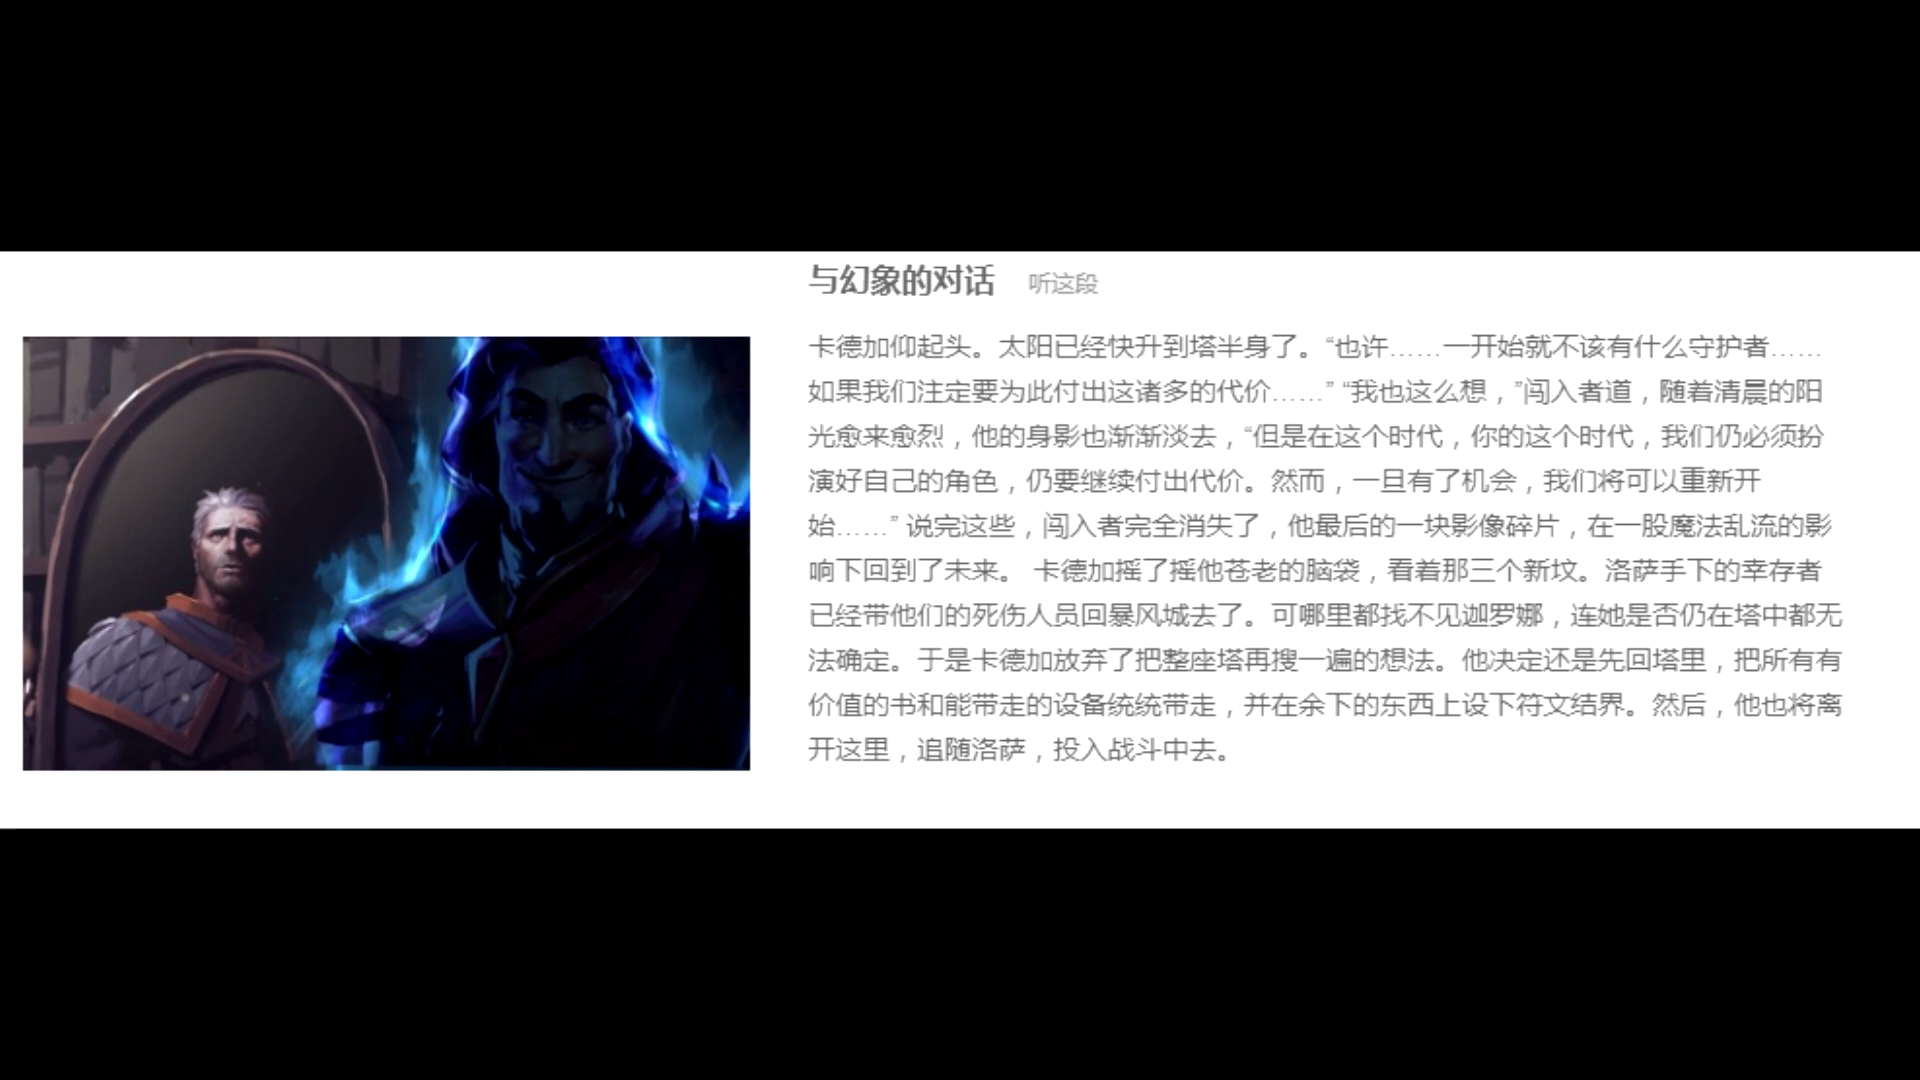 与幻象的对话 听这段
卡德加仰起头。太阳已经快升到塔半身了。“也许……一开始就不该有什么守护者……
如果我们注定要为此付出这诸多的代价……” “我也这么想，”闯入者道，随着清晨的阳
光愈来愈烈，他的身影也渐渐淡去，“但是在这个时代，你的这个时代，我们仍必须扮
演好自己的角色，仍要继续付出代价。然而，一旦有了机会，我们将可以重新开
始……” 说完这些，闯入者完全消失了，他最后的一块影像碎片，在一股魔法乱流的影
响下回到了未来。 卡德加摇了摇他苍老的脑袋，看着那三个新坟。洛萨手下的幸存者
已经带他们的死伤人员回暴风城去了。可哪里都找不见迦罗娜，连她是否仍在塔中都无
法确定。于是卡德加放弃了把整座塔再搜一遍的想法。他决定还是先回塔里，把所有有
价值的书和能带走的设备统统带走，并在余下的东西上设下符文结界。然后，他也将离
开这里，追随洛萨，投入战斗中去。